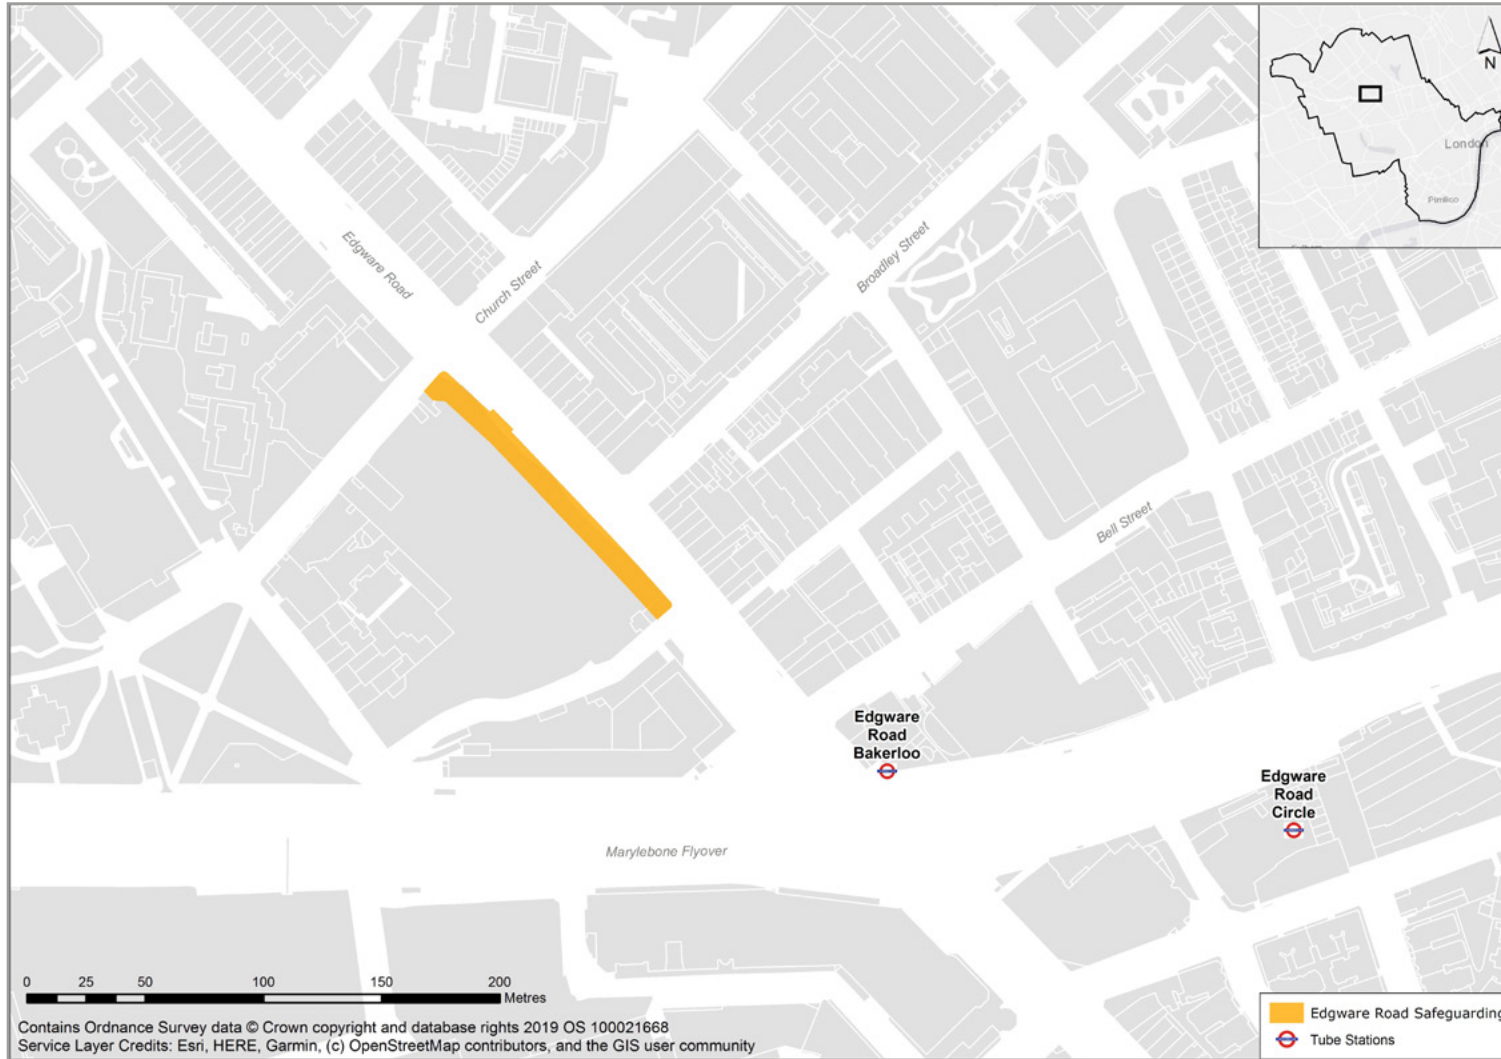 N
London
Pimlico
Edgware Road
Church Street
Broadley Street
Bell Street
Edgware
Road
Bakerloo
Edgware
Road
Circle
Marylebone Flyover
0 25 50 100 150 200
Metres
Contains Ordnance Survey data © Crown copyright and database rights 2019 OS 100021668
Service Layer Credits: Esri, HERE, Garmin, (c) OpenStreetMap contributors, and the GIS user community
Edgware Road Safeguarding
Tube Stations